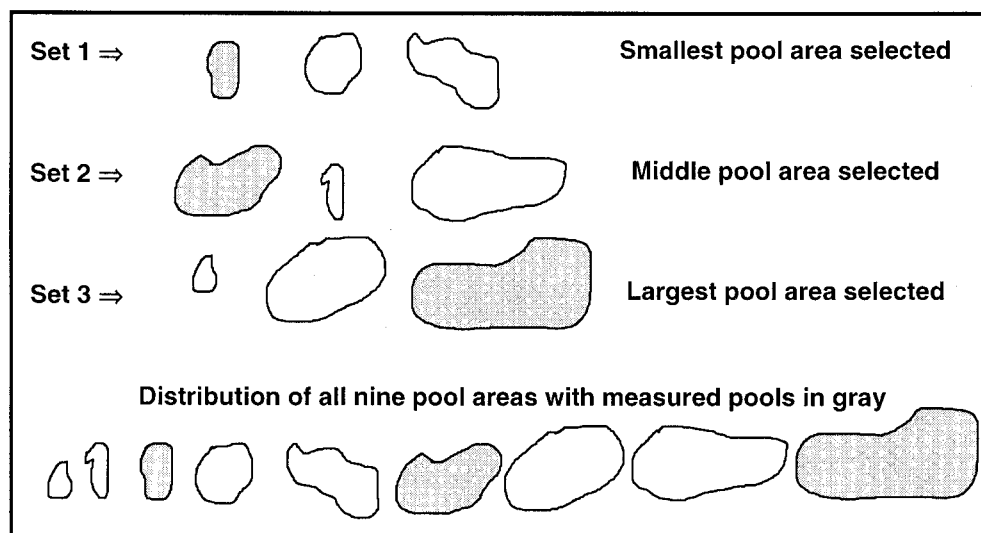 Set 1 ⇒ Smallest pool area selected
Set 2 ⇒ Middle pool area selected
Set 3 ⇒ Largest pool area selected
Distribution of all nine pool areas with measured pools in gray